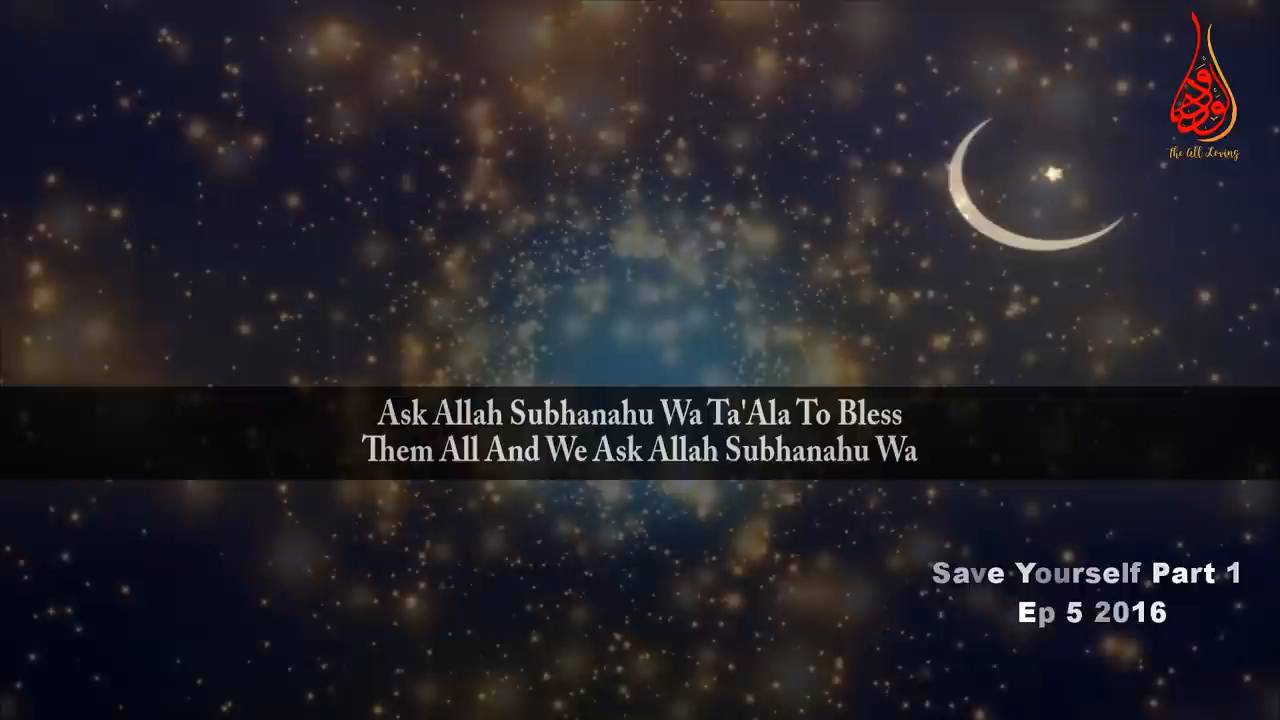 الودود
The All Loving
Ask Allah Subhanahu Wa Ta'Ala To Bless
Them All And We Ask Allah Subhanahu Wa
Save Yourself Part 1
Ep 5 2016